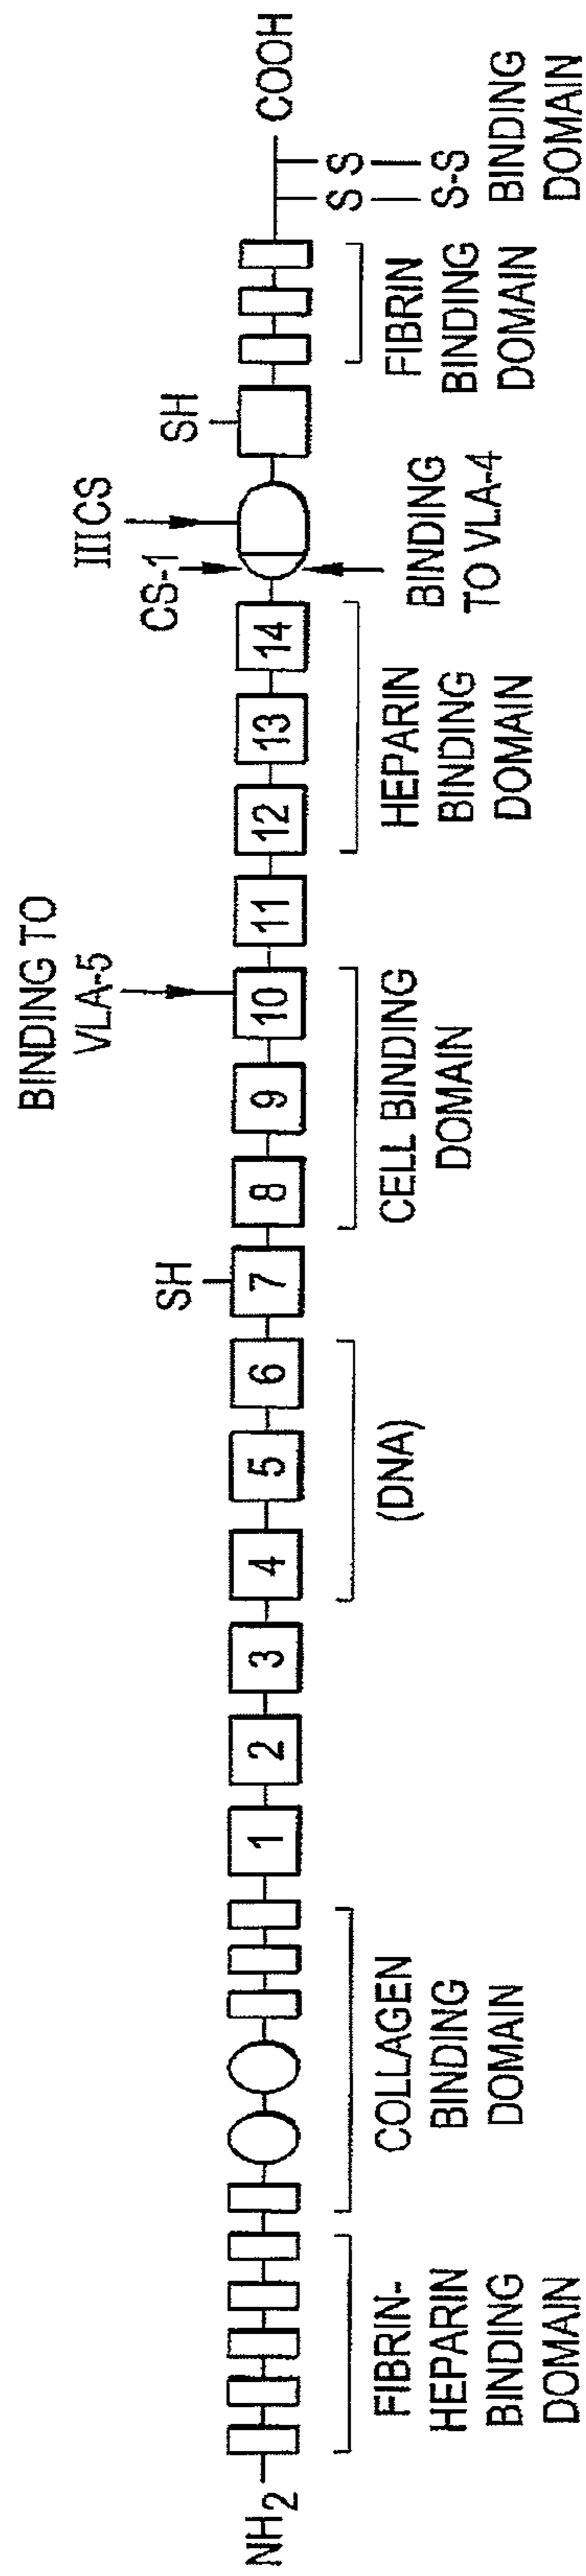 BINDING TO
VLA-5
IIICS
CS-1
SH
SH
NH2
1 2 3 4 5 6 7 8 9 10 11 12 13 14
COOH
S S
S-S
FIBRIN-
HEPARIN
BINDING
DOMAIN
COLLAGEN
BINDING
DOMAIN
(DNA)
CELL BINDING
DOMAIN
HEPARIN
BINDING
DOMAIN
BINDING
TO VLA-4
FIBRIN
BINDING
DOMAIN
BINDING
DOMAIN